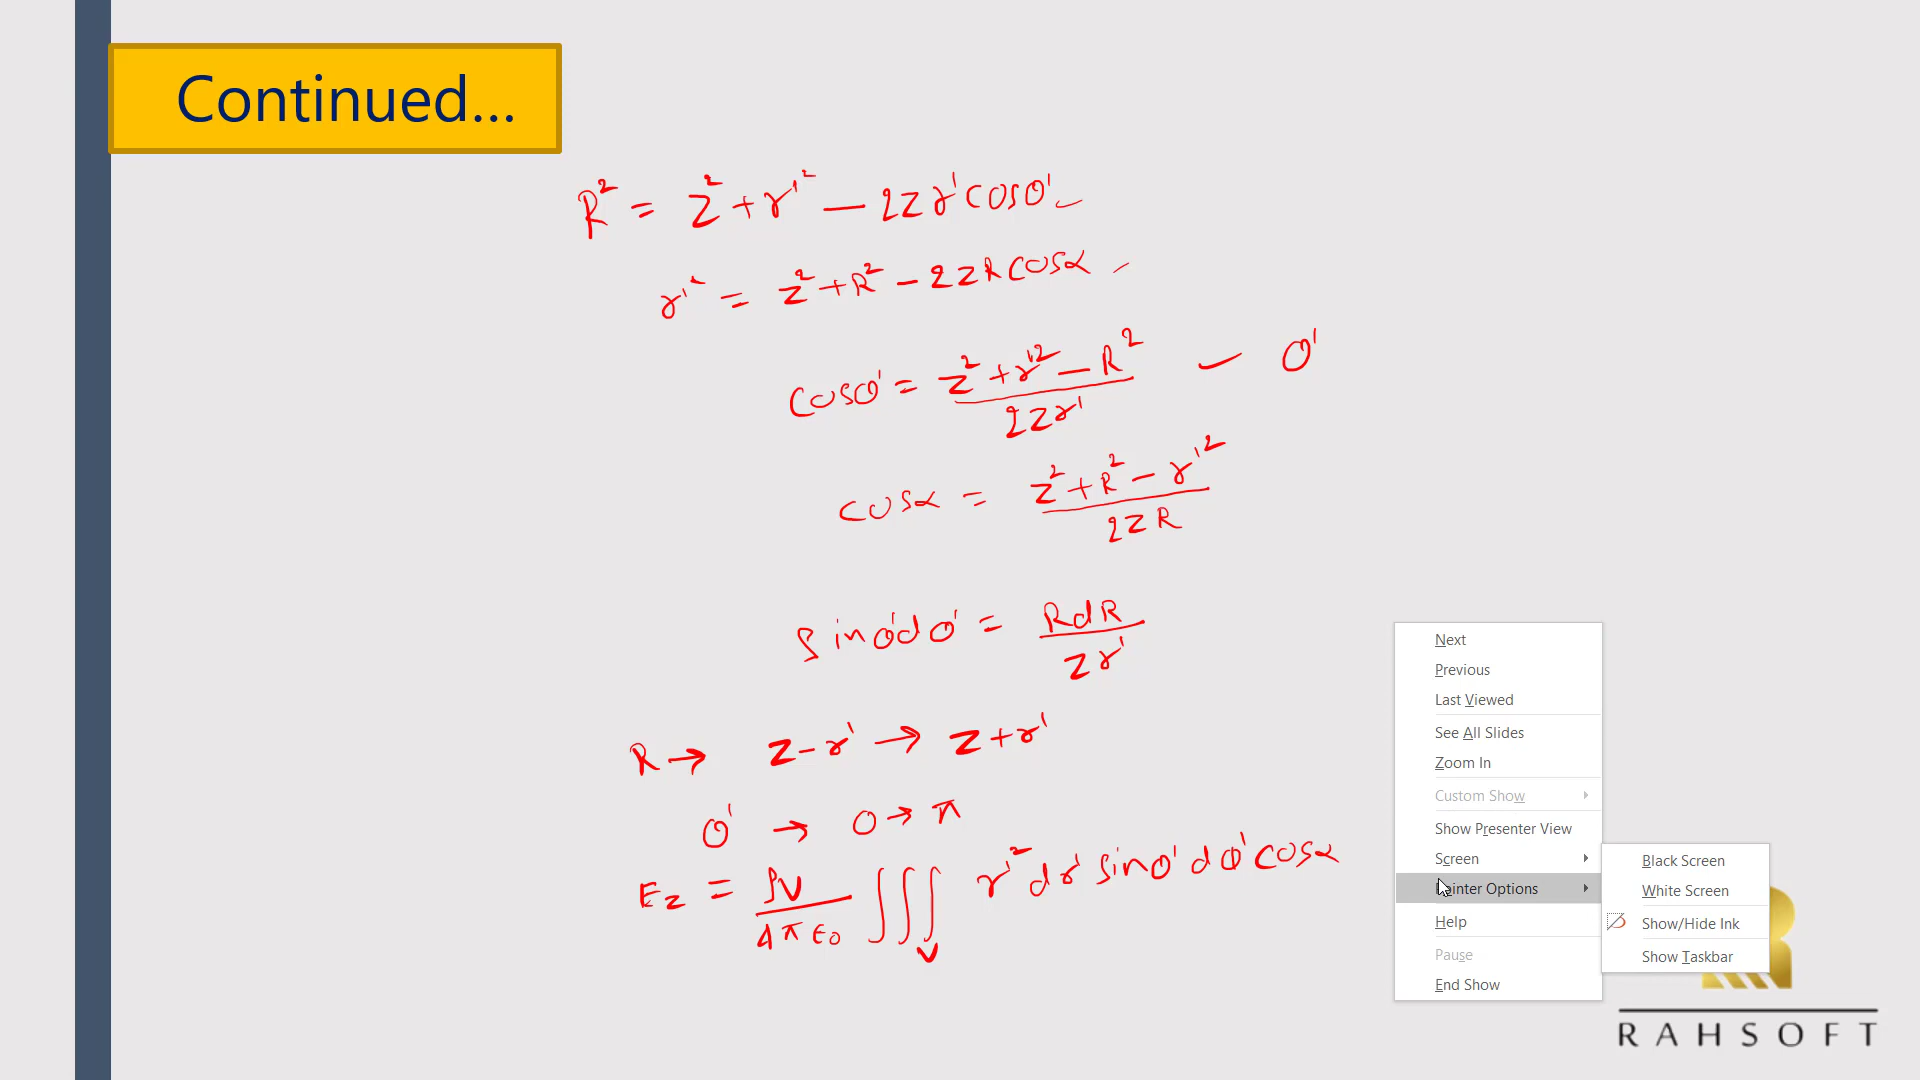 Continued...
R² = z² + r'² − 2zr'cosθ'
r'² = z² + R² − 2zRcosα
cosθ' = (z² + r'² − R²) / 2zr' — θ'
cosα = (z² + R² − r'²) / 2zR
sinθ'dθ' = RdR / zr'
R → z − r' → z + r'
θ' → 0 → π
Ez = ρv / 4πε0 ∭v r'² dr' sinθ' dθ' cosα
Next
Previous
Last Viewed
See All Slides
Zoom In
Custom Show
Show Presenter View
Screen
Pointer Options
Help
Pause
End Show
Black Screen
White Screen
Show/Hide Ink
Show Taskbar
RAHSOFT